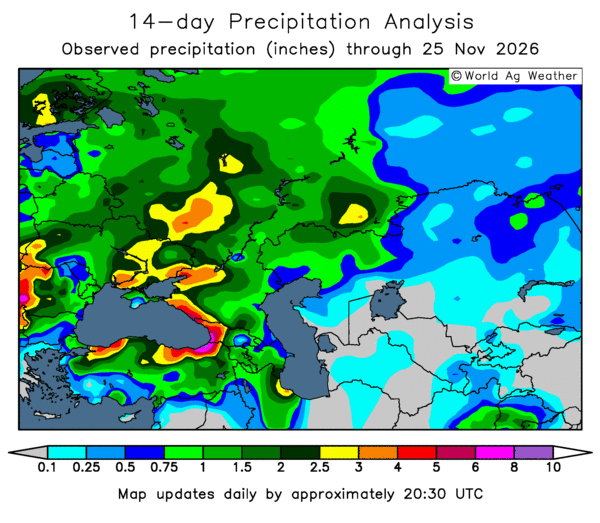 14-day Precipitation Analysis
Observed precipitation (inches) through 25 Nov 2026
© World Ag Weather
0.1 0.25 0.5 0.75 1 1.5 2 2.5 3 4 5 6 8 10
Map updates daily by approximately 20:30 UTC